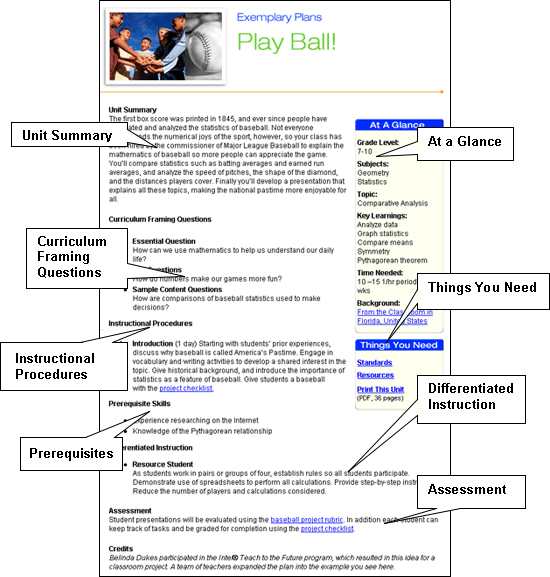 Exemplary Plans
Play Ball!
Unit Summary
The first box score was printed in 1845, and ever since people have
ated and analyzed the statistics of baseball. Not everyone
nds the numerical joys of the sport, however, so your class has
the commissioner of Major League Baseball to explain the
mathematics of baseball so more people can appreciate the game.
You'll compare statistics such as batting averages and earned run
averages, and analyze the speed of pitches, the shape of the diamond,
and the distances players cover. Finally you'll develop a presentation that
explains all these topics, making the national pastime more enjoyable for
all.
Curriculum Framing Questions
Essential Question
How can we use mathematics to help us understand our daily
life?
Questions
How do numbers make our games more fun?
• Sample Content Questions
How are comparisons of baseball statistics used to make
decisions?
Instructional Procedures
Introduction (1 day) Starting with students' prior experiences,
discuss why baseball is called America's Pastime. Engage in
vocabulary and writing activities to develop a shared interest in the
topic. Give historical background, and introduce the importance of
statistics as a feature of baseball. Give students a baseball
with the project checklist.
Prerequisite Skills
Experience researching on the Internet
• Knowledge of the Pythagorean relationship
erentiated Instruction
• Resource Student
As students work in pairs or groups of four, establish rules so all students participate.
Demonstrate use of spreadsheets to perform all calculations. Provide step-by-step instr
Reduce the number of players and calculations considered.
Assessment
Student presentations will be evaluated using the baseball project rubric. In addition each student can
keep track of tasks and be graded for completion using the project checklist.
Credits
Belinda Dukes participated in the Intel® Teach to the Future program, which resulted in this idea for a
classroom project. A team of teachers expanded the plan into the example you see here.
At A Glance
Grade Level:
7-10
Subjects:
Geometry
Statistics
Topic:
Comparative Analysis
Key Learnings:
Analyze data
Graph statistics
Compare means
Symmetry
Pythagorean theorem
Time Needed:
10 –15 1/hr period
wks
Background:
From the Classroom in
Florida, United States
Things You Need
Standards
Resources
Print This Unit
(PDF, 36 pages)
Unit Summary
Curriculum
Framing
Questions
Instructional
Procedures
Prerequisites
At a Glance
Things You Need
Differentiated
Instruction
Assessment